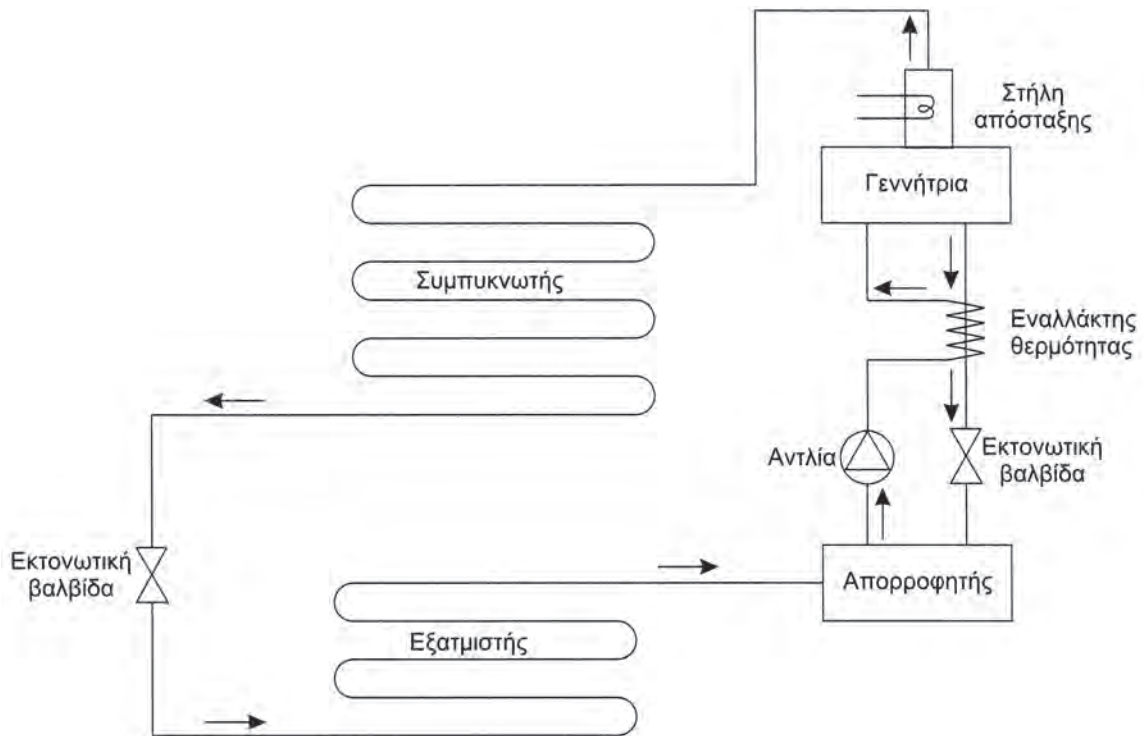 Στήλη
απόσταξης
Γεννήτρια
Συμπυκνωτής
Εναλλάκτης
θερμότητας
Αντλία
Εκτονωτική
βαλβίδα
Εκτονωτική
βαλβίδα
Απορροφητής
Εξατμιστής